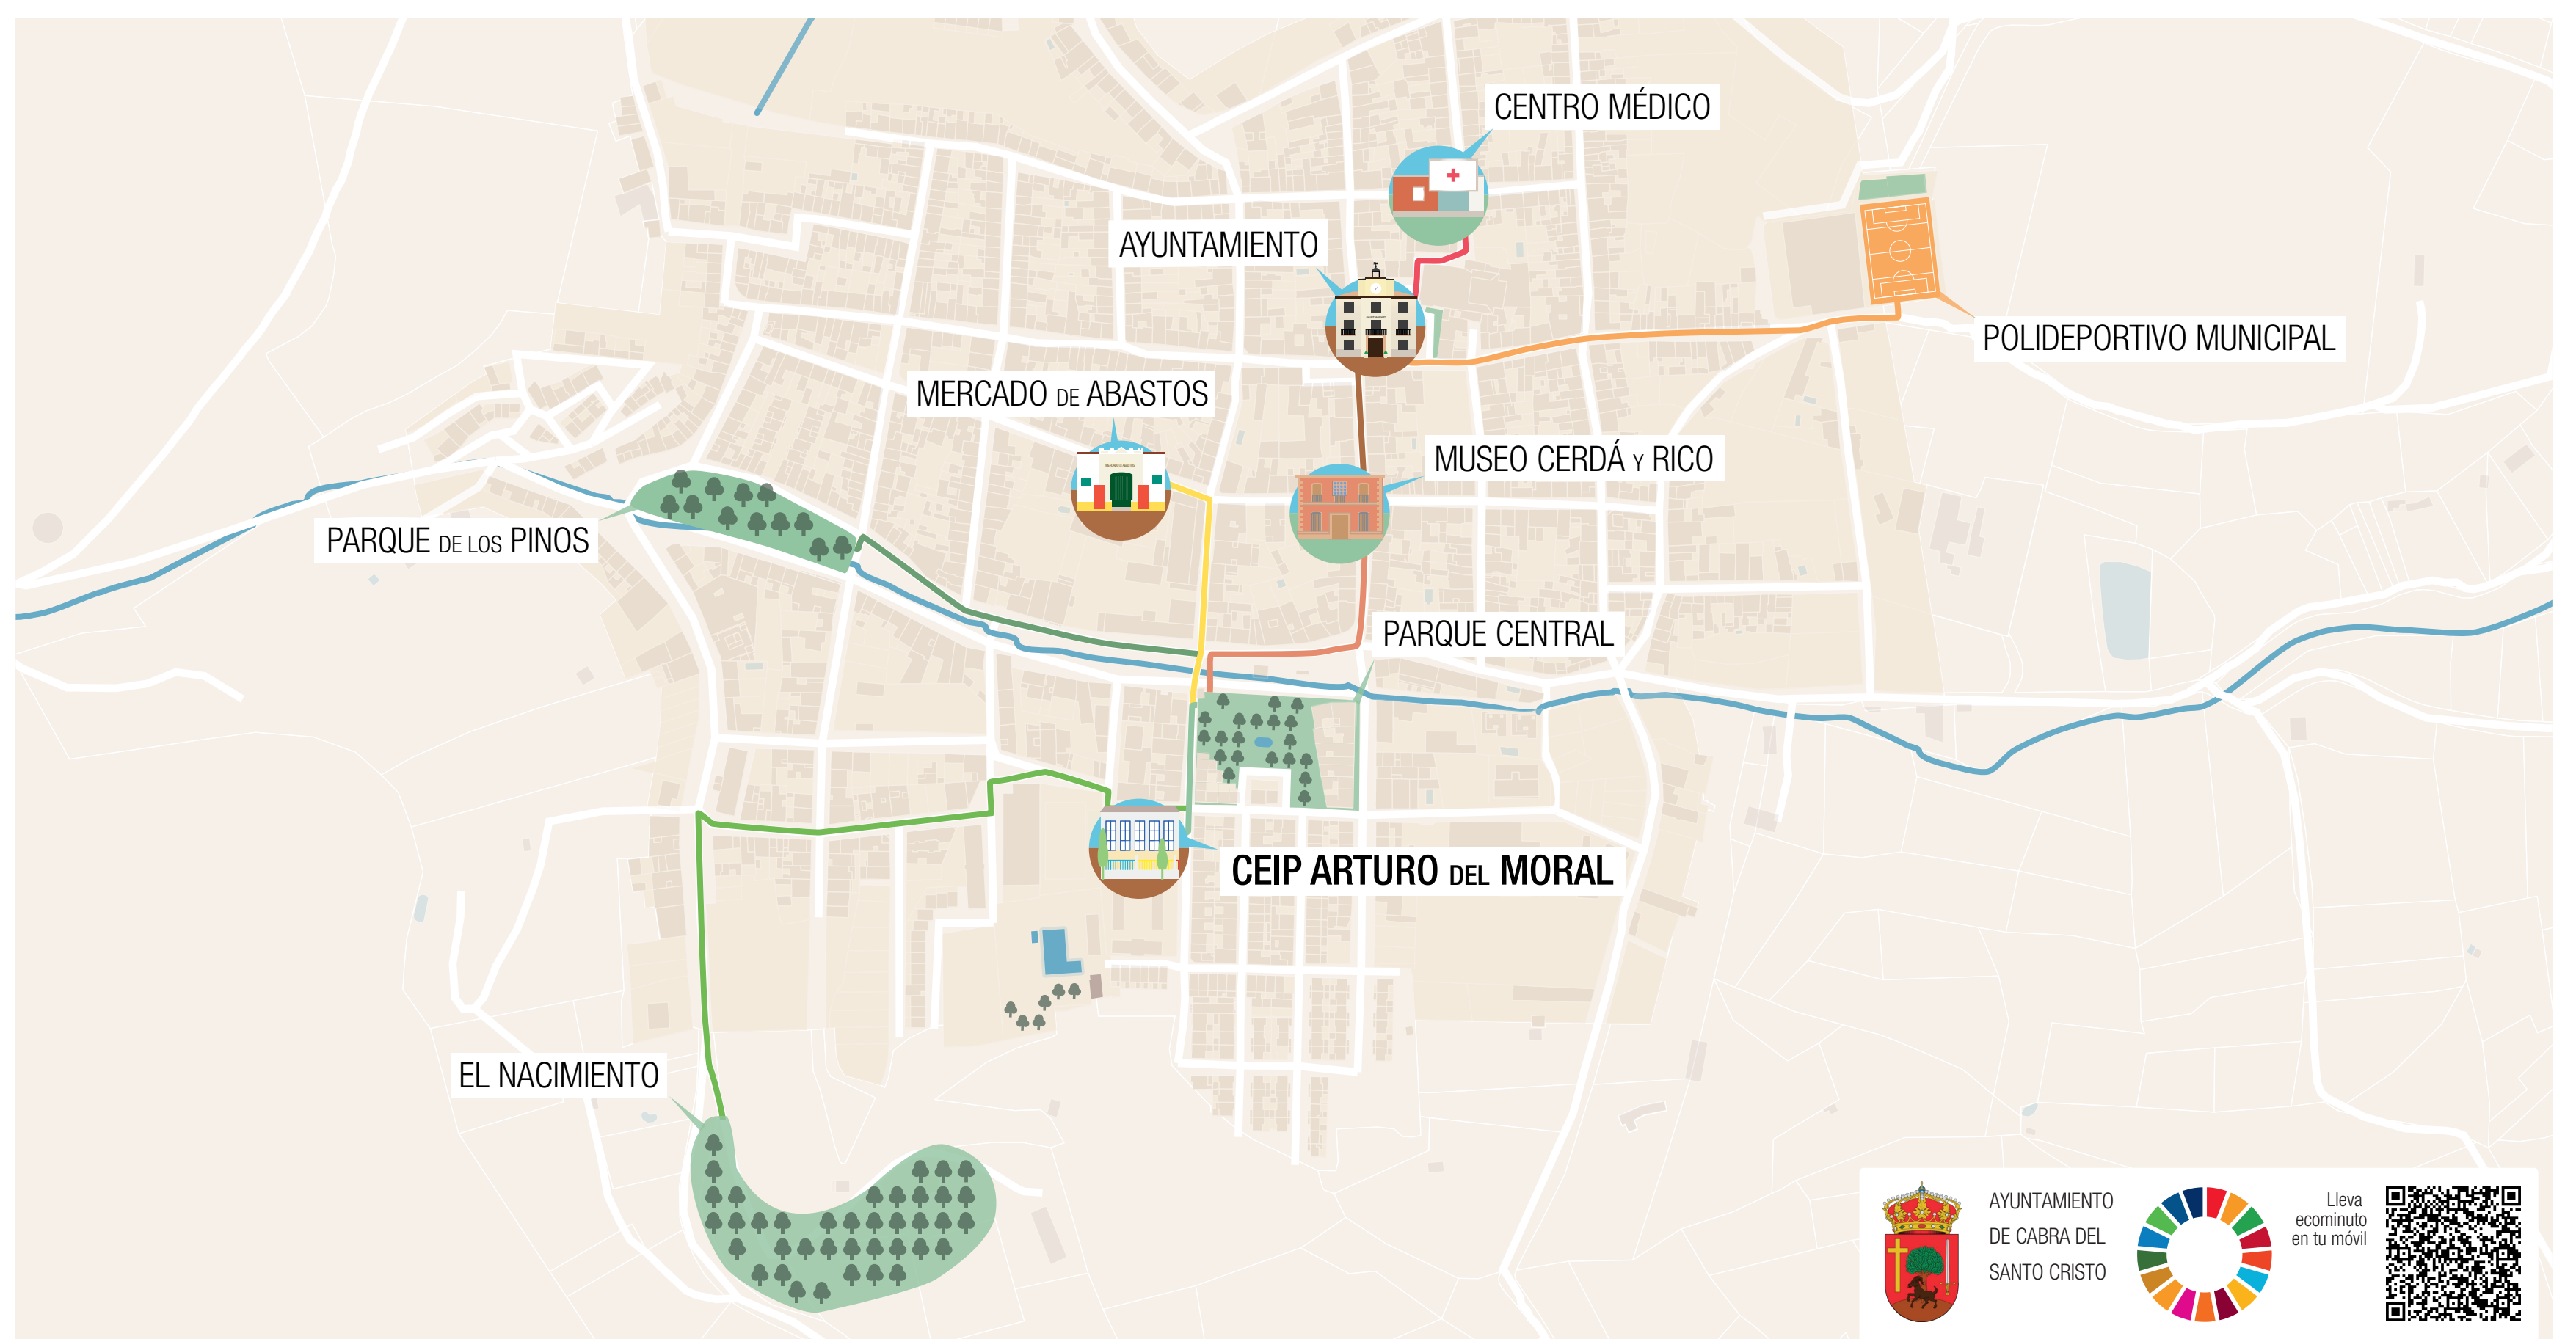 CENTRO MÉDICO
AYUNTAMIENTO
POLIDEPORTIVO MUNICIPAL
MERCADO DE ABASTOS
MUSEO CERDÁ Y RICO
PARQUE DE LOS PINOS
PARQUE CENTRAL
CEIP ARTURO DEL MORAL
EL NACIMIENTO
AYUNTAMIENTO
DE CABRA DEL
SANTO CRISTO
Lleva
ecominuto
en tu móvil